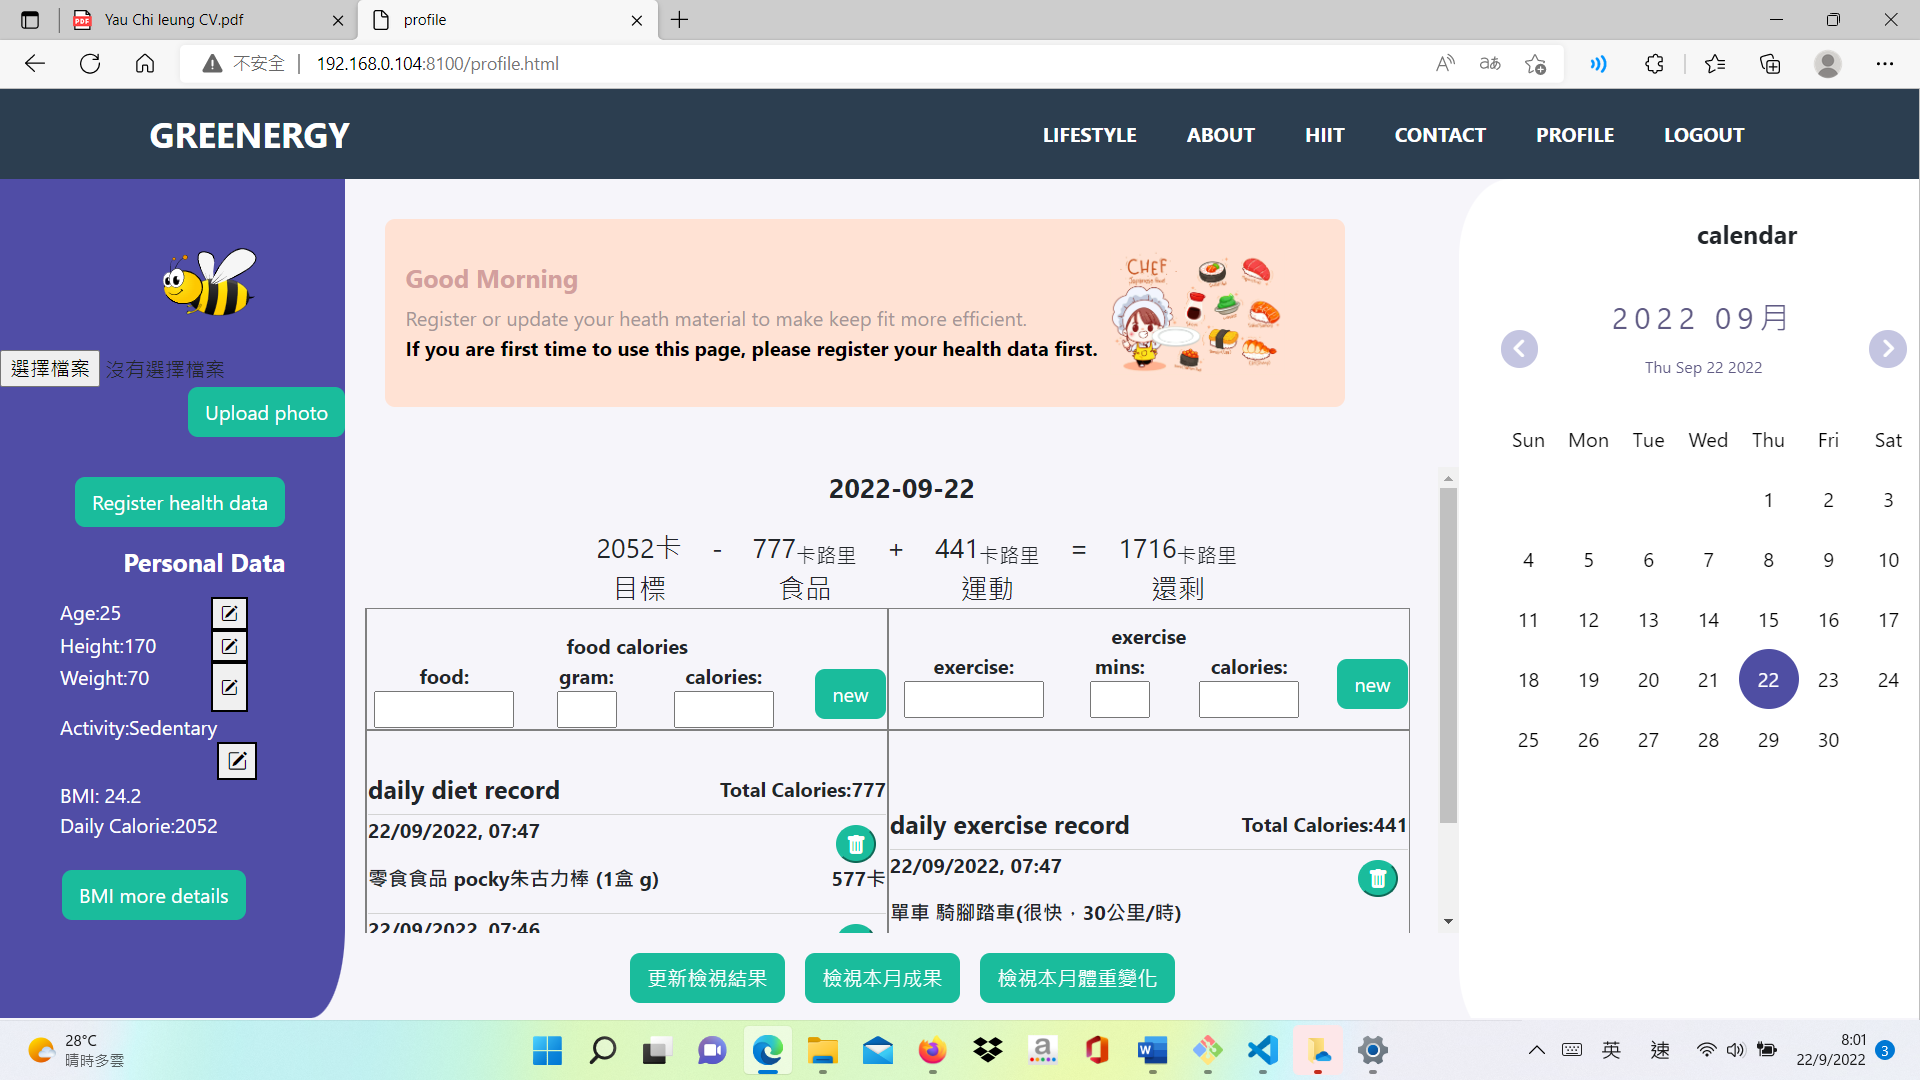 Yau Chi leung CV.pdf
profile
不安全
192.168.0.104:8100/profile.html
GREENERGY
LIFESTYLE
ABOUT
HIIT
CONTACT
PROFILE
LOGOUT
選擇檔案 沒有選擇檔案
Upload photo
Register health data
Personal Data
Age:25
Height:170
Weight:70
Activity:Sedentary
BMI: 24.2
Daily Calorie:2052
BMI more details
Good Morning
Register or update your heath material to make keep fit more efficient.
If you are first time to use this page, please register your health data first.
CHEF
2022-09-22
2052卡 - 777卡路里 + 441卡路里 = 1716卡路里
目標 食品 運動 還剩
food calories
food: gram: calories:
new
exercise
exercise: mins: calories:
new
daily diet record Total Calories:777
22/09/2022, 07:47
零食食品 pocky朱古力棒 (1盒 g) 577卡
22/09/2022, 07:46
daily exercise record Total Calories:441
22/09/2022, 07:47
單車 騎腳踏車(很快，30公里/時)
更新檢視結果
檢視本月成果
檢視本月體重變化
calendar
2022 09月
Thu Sep 22 2022
Sun Mon Tue Wed Thu Fri Sat
1 2 3
4 5 6 7 8 9 10
11 12 13 14 15 16 17
18 19 20 21 22 23 24
25 26 27 28 29 30
28°C
晴時多雲
英
速
8:01
22/9/2022
3